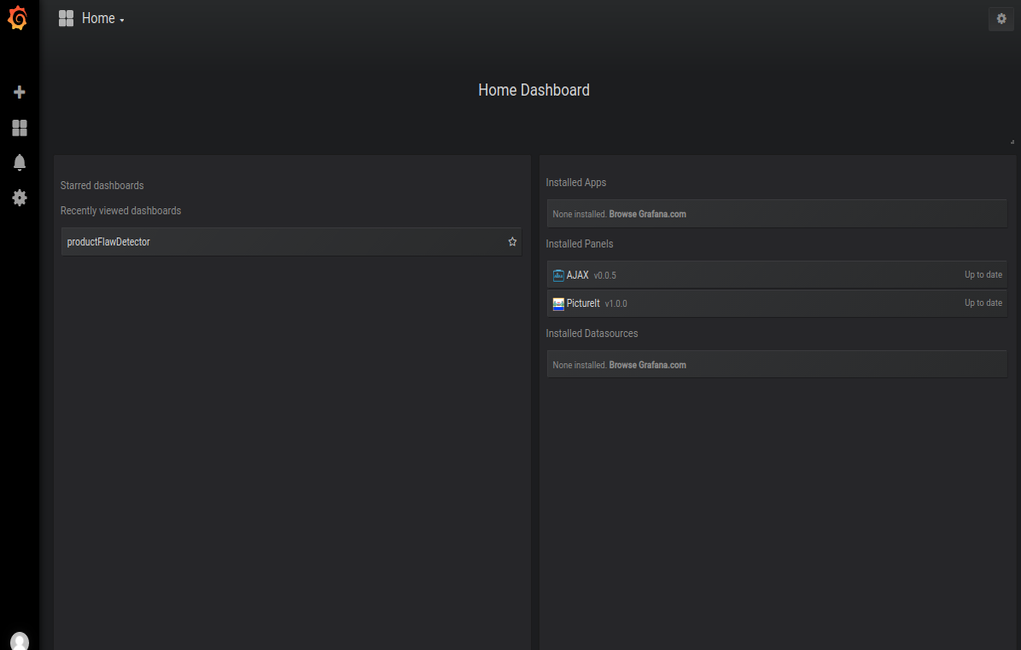 Home
Home Dashboard
Starred dashboards
Recently viewed dashboards
productFlawDetector
Installed Apps
None installed. Browse Grafana.com
Installed Panels
AJAX v0.0.5 Up to date
PictureIt v1.0.0 Up to date
Installed Datasources
None installed. Browse Grafana.com